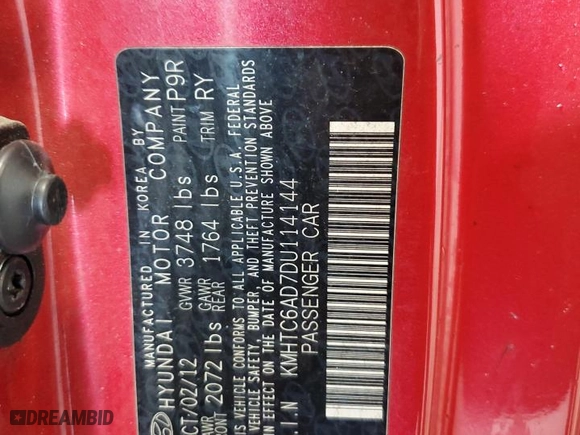 MANUFACTURED IN KOREA BY
HYUNDAI MOTOR COMPANY
CT/02/12 GVWR 3748 lbs PAINT P9R
FRONT 2072 lbs GAWR REAR 1764 lbs TRIM RY
IS VEHICLE CONFORMS TO ALL APPLICABLE U.S.A. FEDERAL
VEHICLE SAFETY, BUMPER, AND THEFT PREVENTION STANDARDS
IN EFFECT ON THE DATE OF MANUFACTURE SHOWN ABOVE
.I.N KMHTC6AD7DU114144
PASSENGER CAR
DREAMBID